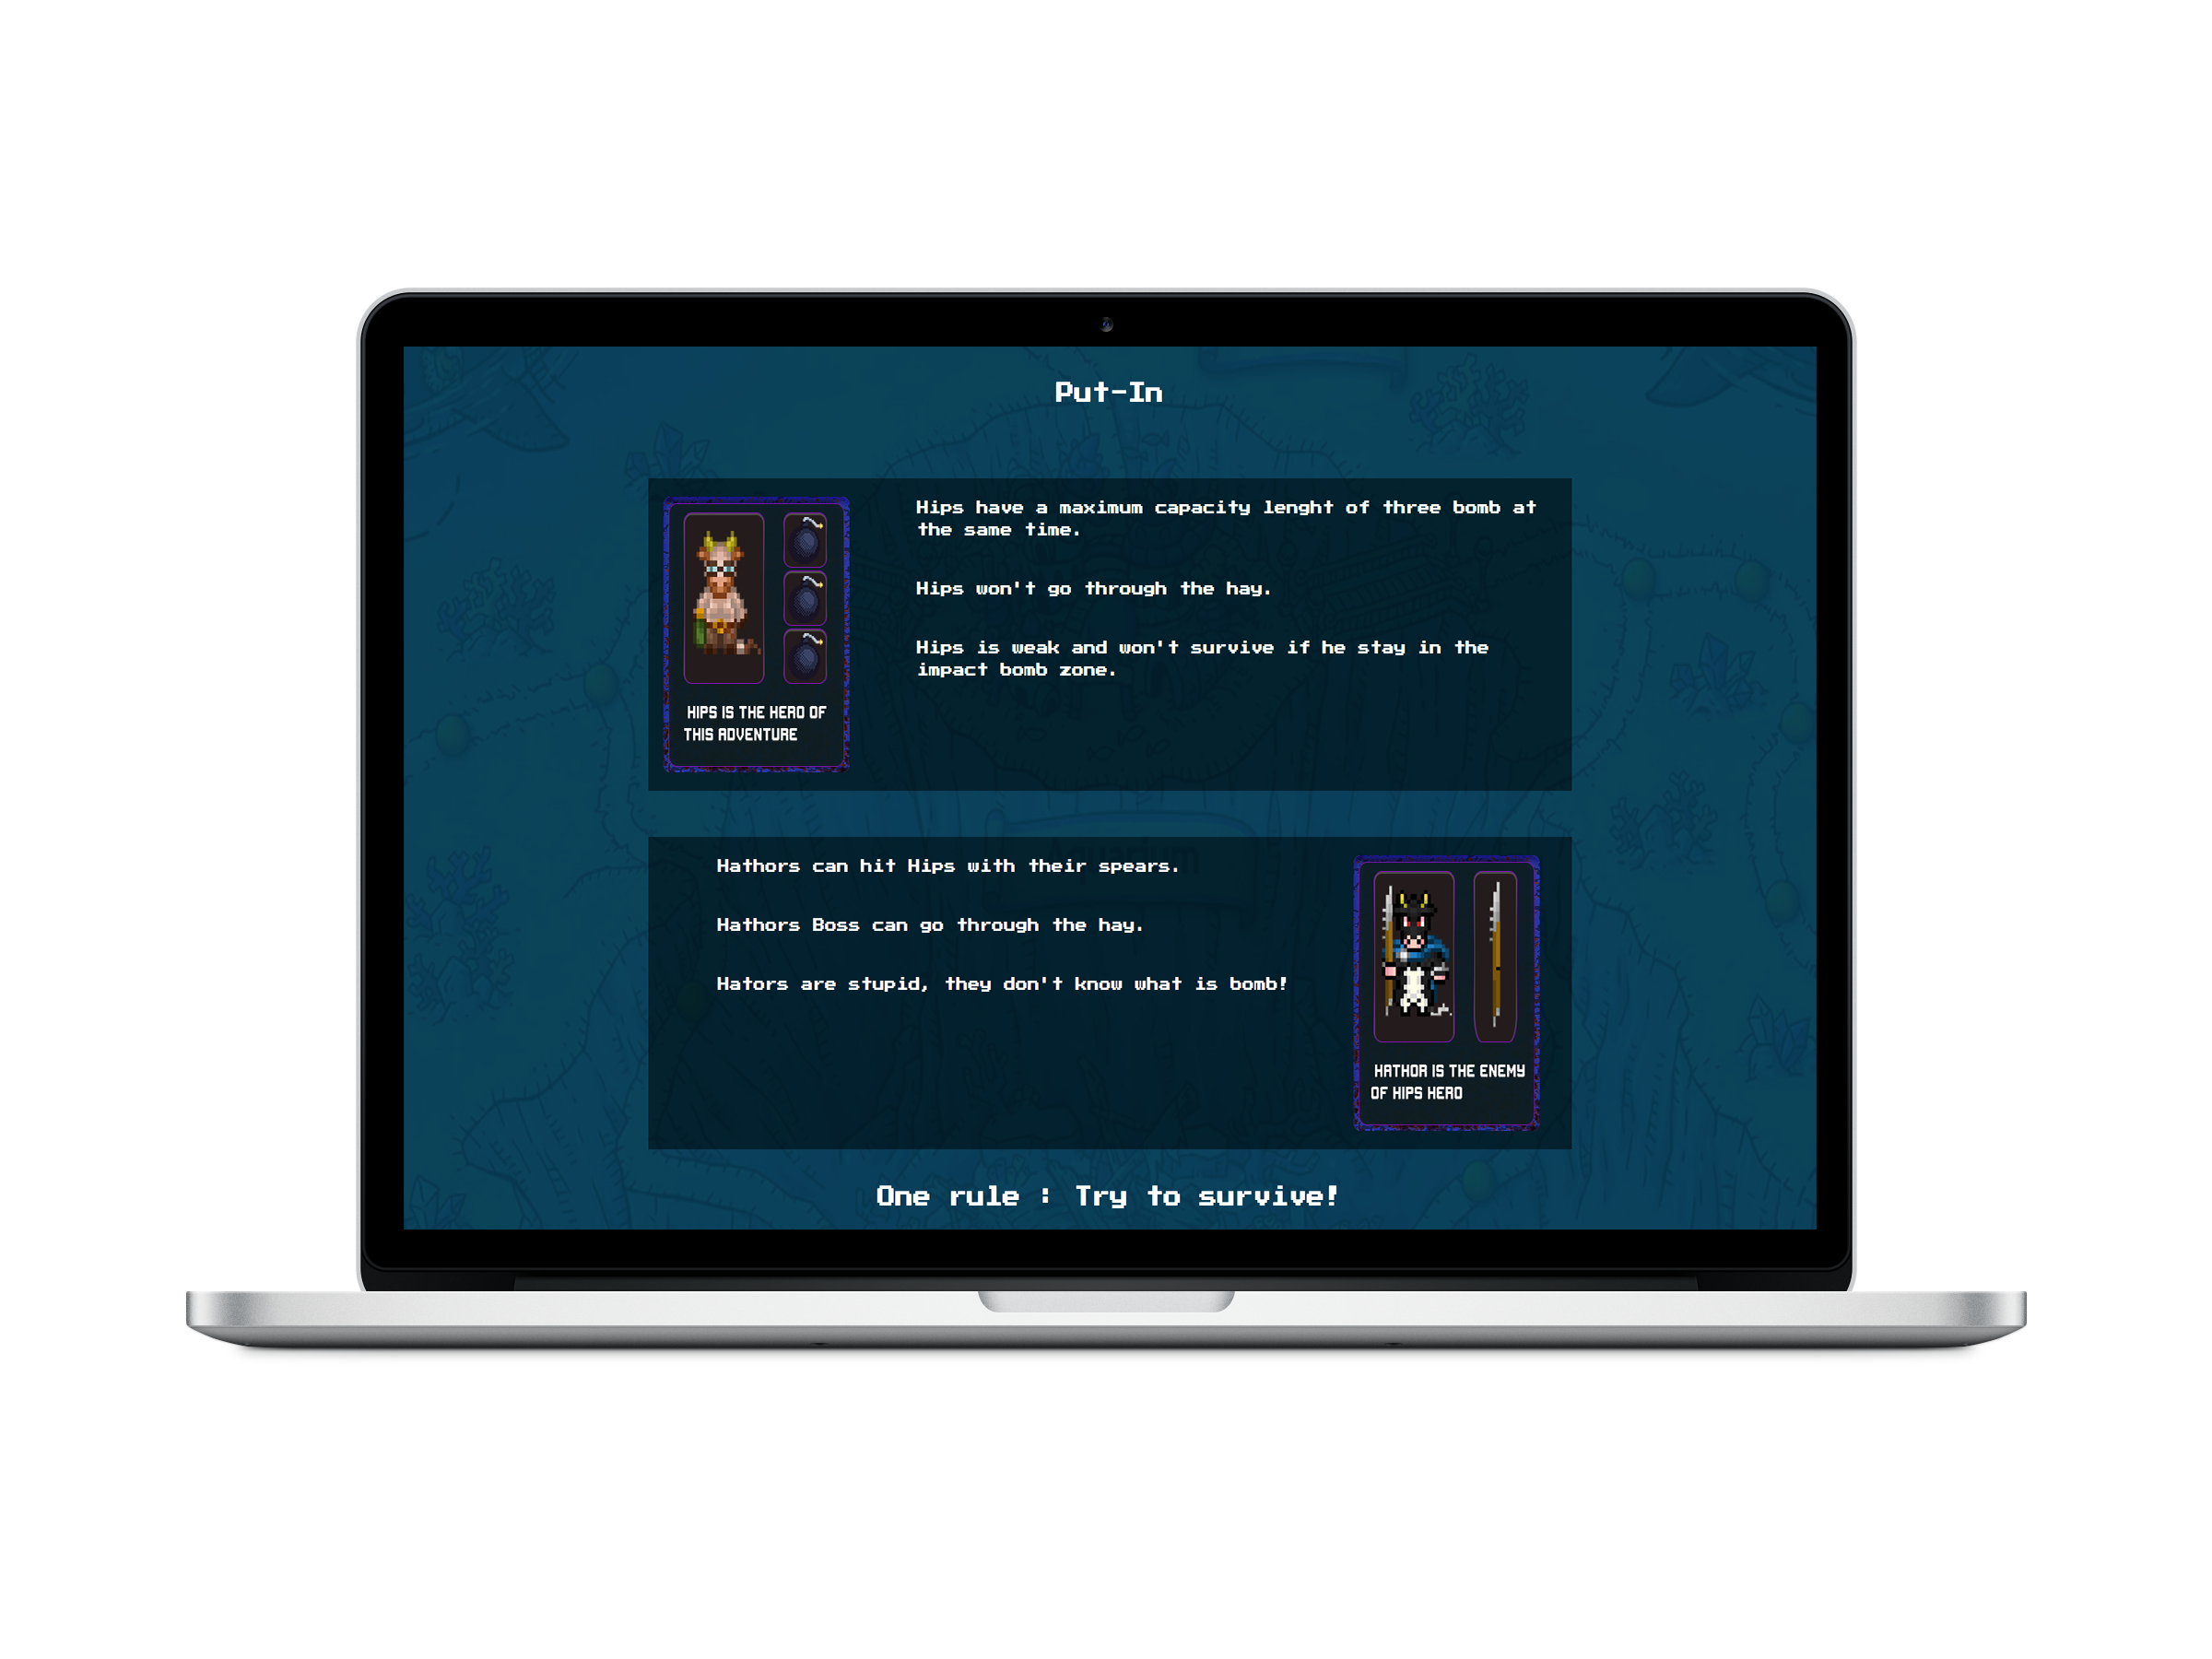 Put-In
Hips have a maximum capacity lenght of three bomb at
the same time.
Hips won't go through the hay.
Hips is weak and won't survive if he stay in the
impact bomb zone.
HIPS IS THE HERO OF
THIS ADVENTURE
Aquarium
Hathors can hit Hips with their spears.
Hathors Boss can go through the hay.
Hators are stupid, they don't know what is bomb!
HATHOR IS THE ENEMY
OF HIPS HERO
One rule : Try to survive!